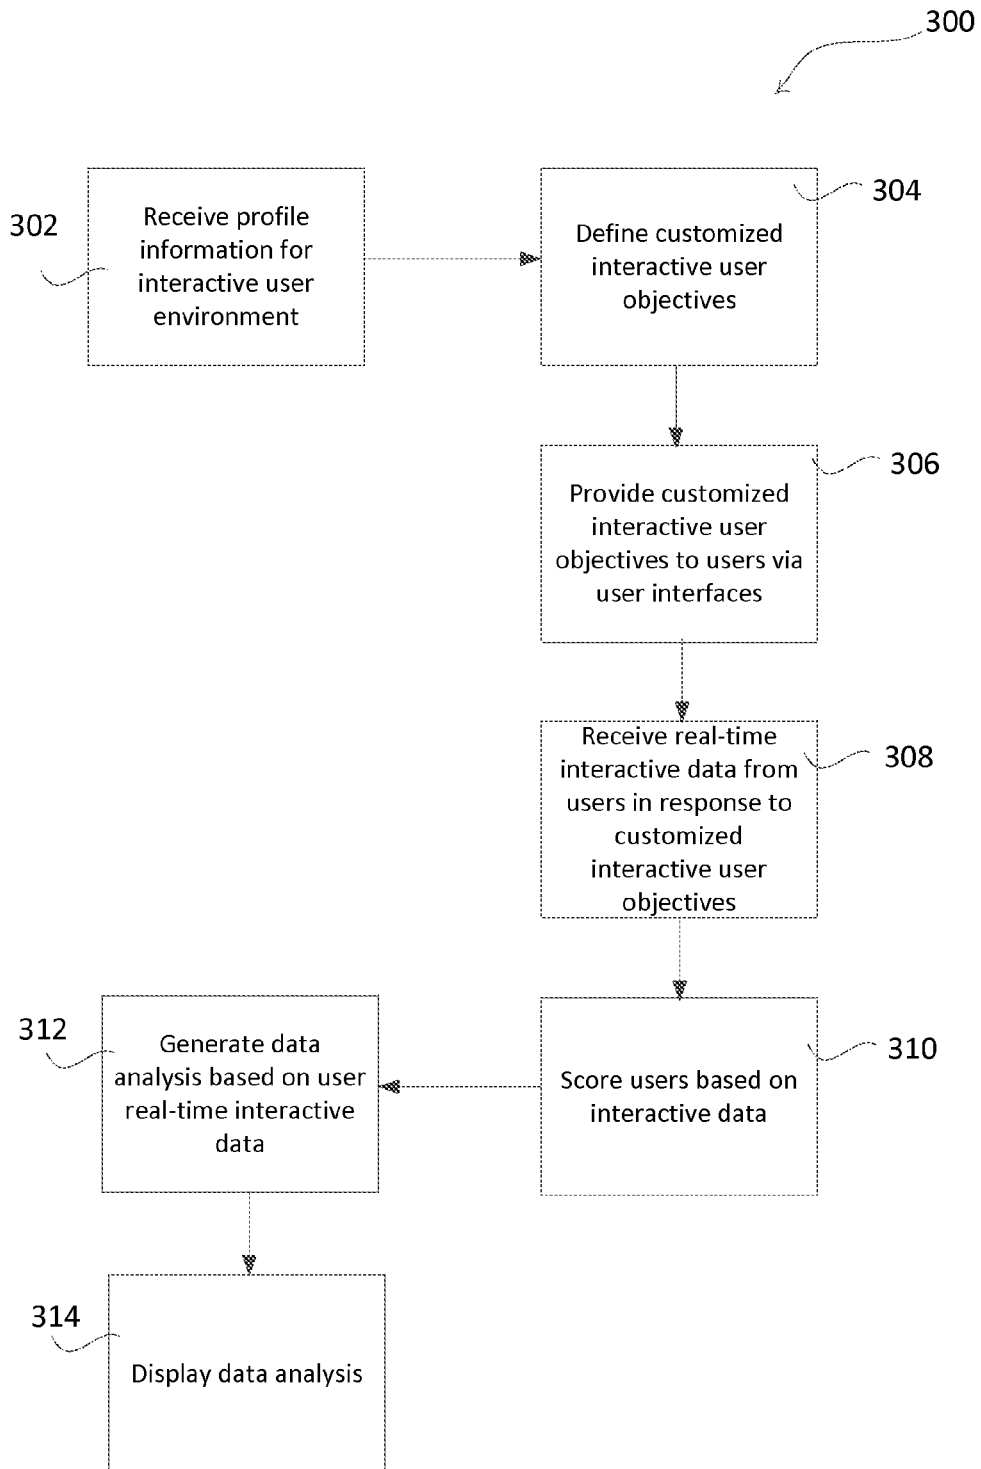 300
302
Receive profile
information for
interactive user
environment
304
Define customized
interactive user
objectives
306
Provide customized
interactive user
objectives to users via
user interfaces
308
Receive real-time
interactive data from
users in response to
customized
interactive user
objectives
310
Score users based on
interactive data
312
Generate data
analysis based on user
real-time interactive
data
314
Display data analysis